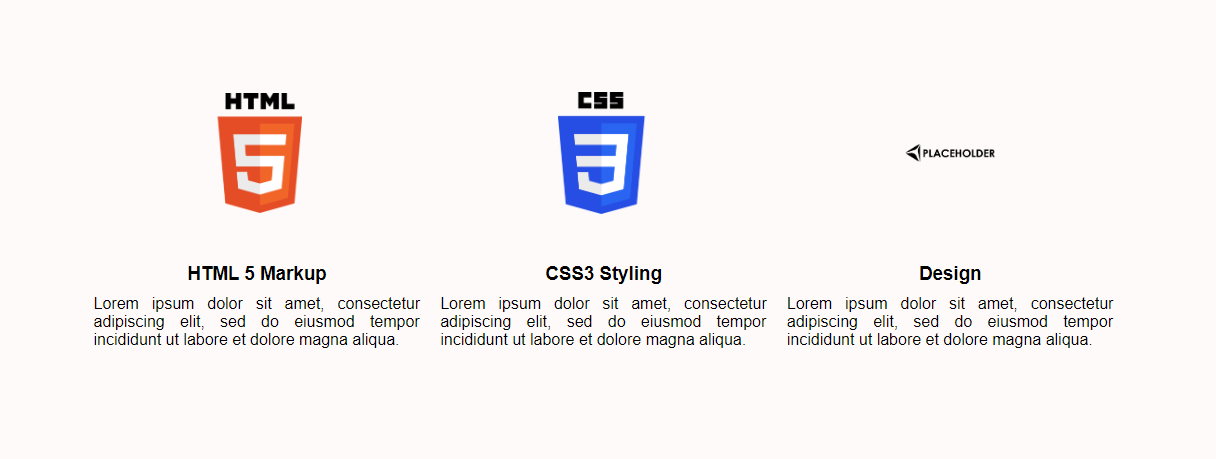 HTML
5
CSS
3
PLACEHOLDER
HTML 5 Markup
Lorem ipsum dolor sit amet, consectetur
adipiscing elit, sed do eiusmod tempor
incididunt ut labore et dolore magna aliqua.
CSS3 Styling
Lorem ipsum dolor sit amet, consectetur
adipiscing elit, sed do eiusmod tempor
incididunt ut labore et dolore magna aliqua.
Design
Lorem ipsum dolor sit amet, consectetur
adipiscing elit, sed do eiusmod tempor
incididunt ut labore et dolore magna aliqua.